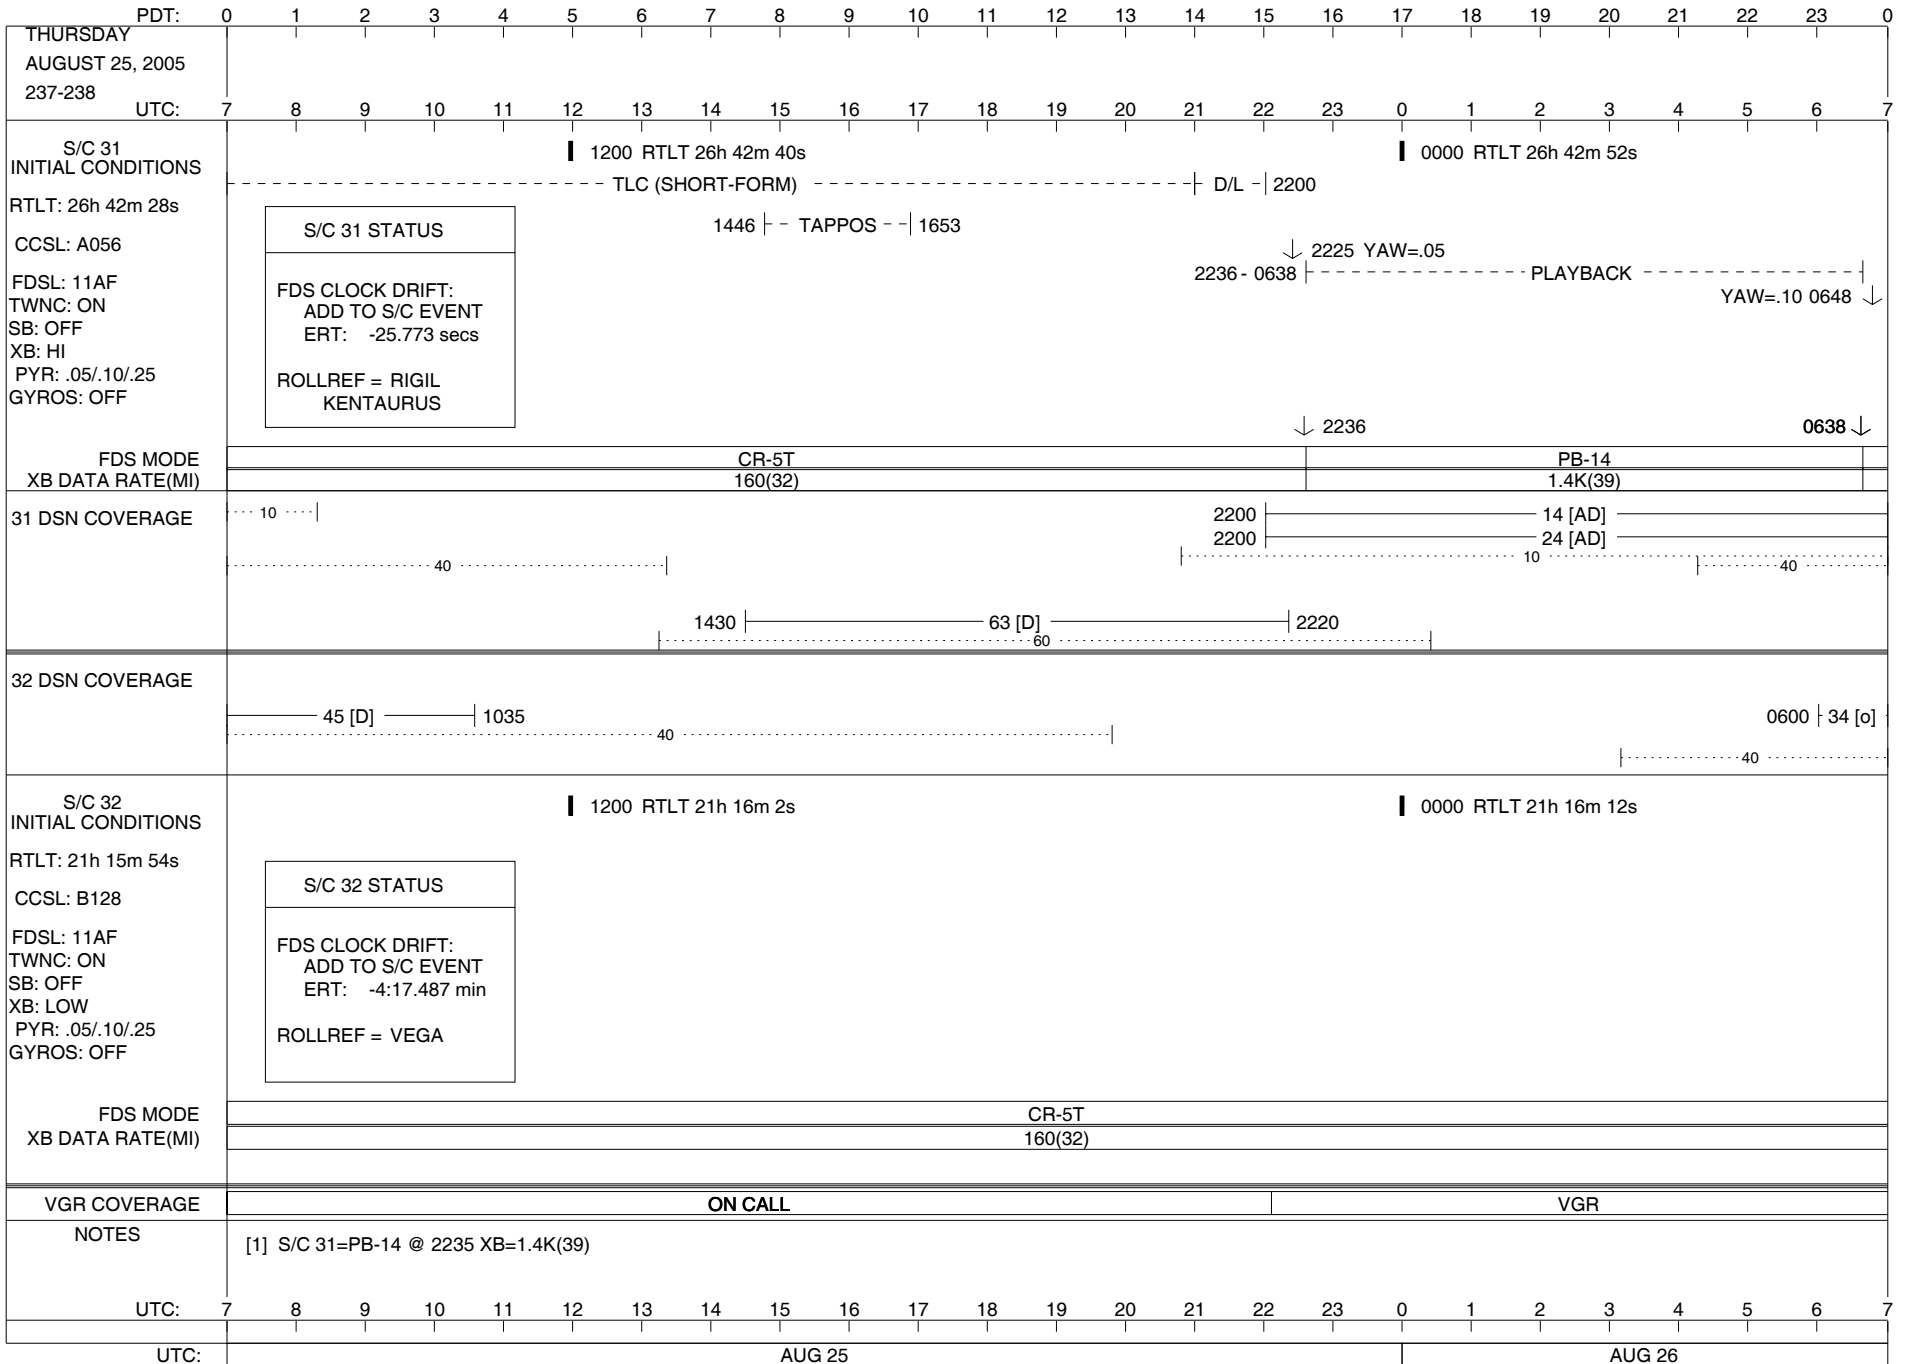 PDT: 0 1 2 3 4 5 6 7 8 9 10 11 12 13 14 15 16 17 18 19 20 21 22 23 0
THURSDAY
AUGUST 25, 2005
237-238
UTC: 7 8 9 10 11 12 13 14 15 16 17 18 19 20 21 22 23 0 1 2 3 4 5 6 7
S/C 31
INITIAL CONDITIONS
RTLT: 26h 42m 28s
CCSL: A056
FDSL: 11AF
TWNC: ON
SB: OFF
XB: HI
PYR: .05/.10/.25
GYROS: OFF
1200 RTLT 26h 42m 40s
0000 RTLT 26h 42m 52s
TLC (SHORT-FORM)
D/L
2200
1446 TAPPOS 1653
2225 YAW=.05
2236 - 0638 PLAYBACK
YAW=.10 0648
S/C 31 STATUS
FDS CLOCK DRIFT:
ADD TO S/C EVENT
ERT: -25.773 secs
ROLLREF = RIGIL
KENTAURUS
2236
0638
FDS MODE CR-5T PB-14
XB DATA RATE(MI) 160(32) 1.4K(39)
31 DSN COVERAGE
10
2200 14 [AD]
2200 24 [AD]
10
40
40
1430 63 [D] 2220
60
32 DSN COVERAGE
45 [D] 1035
0600 34 [o]
40
40
S/C 32
INITIAL CONDITIONS
RTLT: 21h 15m 54s
CCSL: B128
FDSL: 11AF
TWNC: ON
SB: OFF
XB: LOW
PYR: .05/.10/.25
GYROS: OFF
1200 RTLT 21h 16m 2s
0000 RTLT 21h 16m 12s
S/C 32 STATUS
FDS CLOCK DRIFT:
ADD TO S/C EVENT
ERT: -4:17.487 min
ROLLREF = VEGA
FDS MODE CR-5T
XB DATA RATE(MI) 160(32)
VGR COVERAGE ON CALL VGR
NOTES
[1] S/C 31=PB-14 @ 2235 XB=1.4K(39)
UTC: 7 8 9 10 11 12 13 14 15 16 17 18 19 20 21 22 23 0 1 2 3 4 5 6 7
UTC: AUG 25 AUG 26